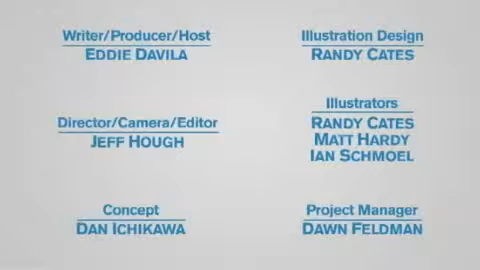 Writer/Producer/Host
EDDIE DAVILA
Director/Camera/Editor
JEFF HOUGH
Concept
DAN ICHIKAWA
Illustration Design
RANDY CATES
Illustrators
RANDY CATES
MATT HARDY
IAN SCHMOEL
Project Manager
DAWN FELDMAN